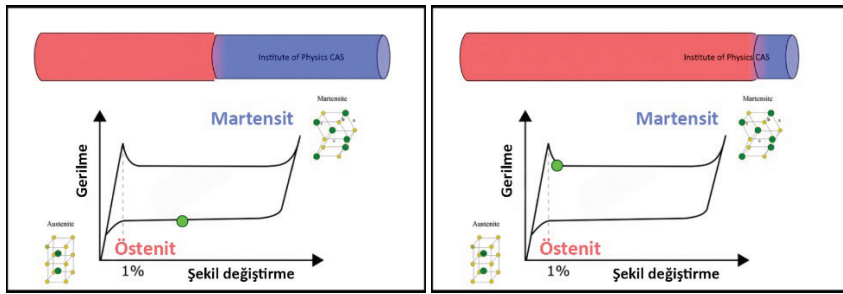 Institute of Physics CAS
Martensite
Martensit
Gerilme
Austenite
Östenit
1%
Şekil değiştirme
Institute of Physics CAS
Martensite
Martensit
Gerilme
Austenite
Östenit
1%
Şekil değiştirme